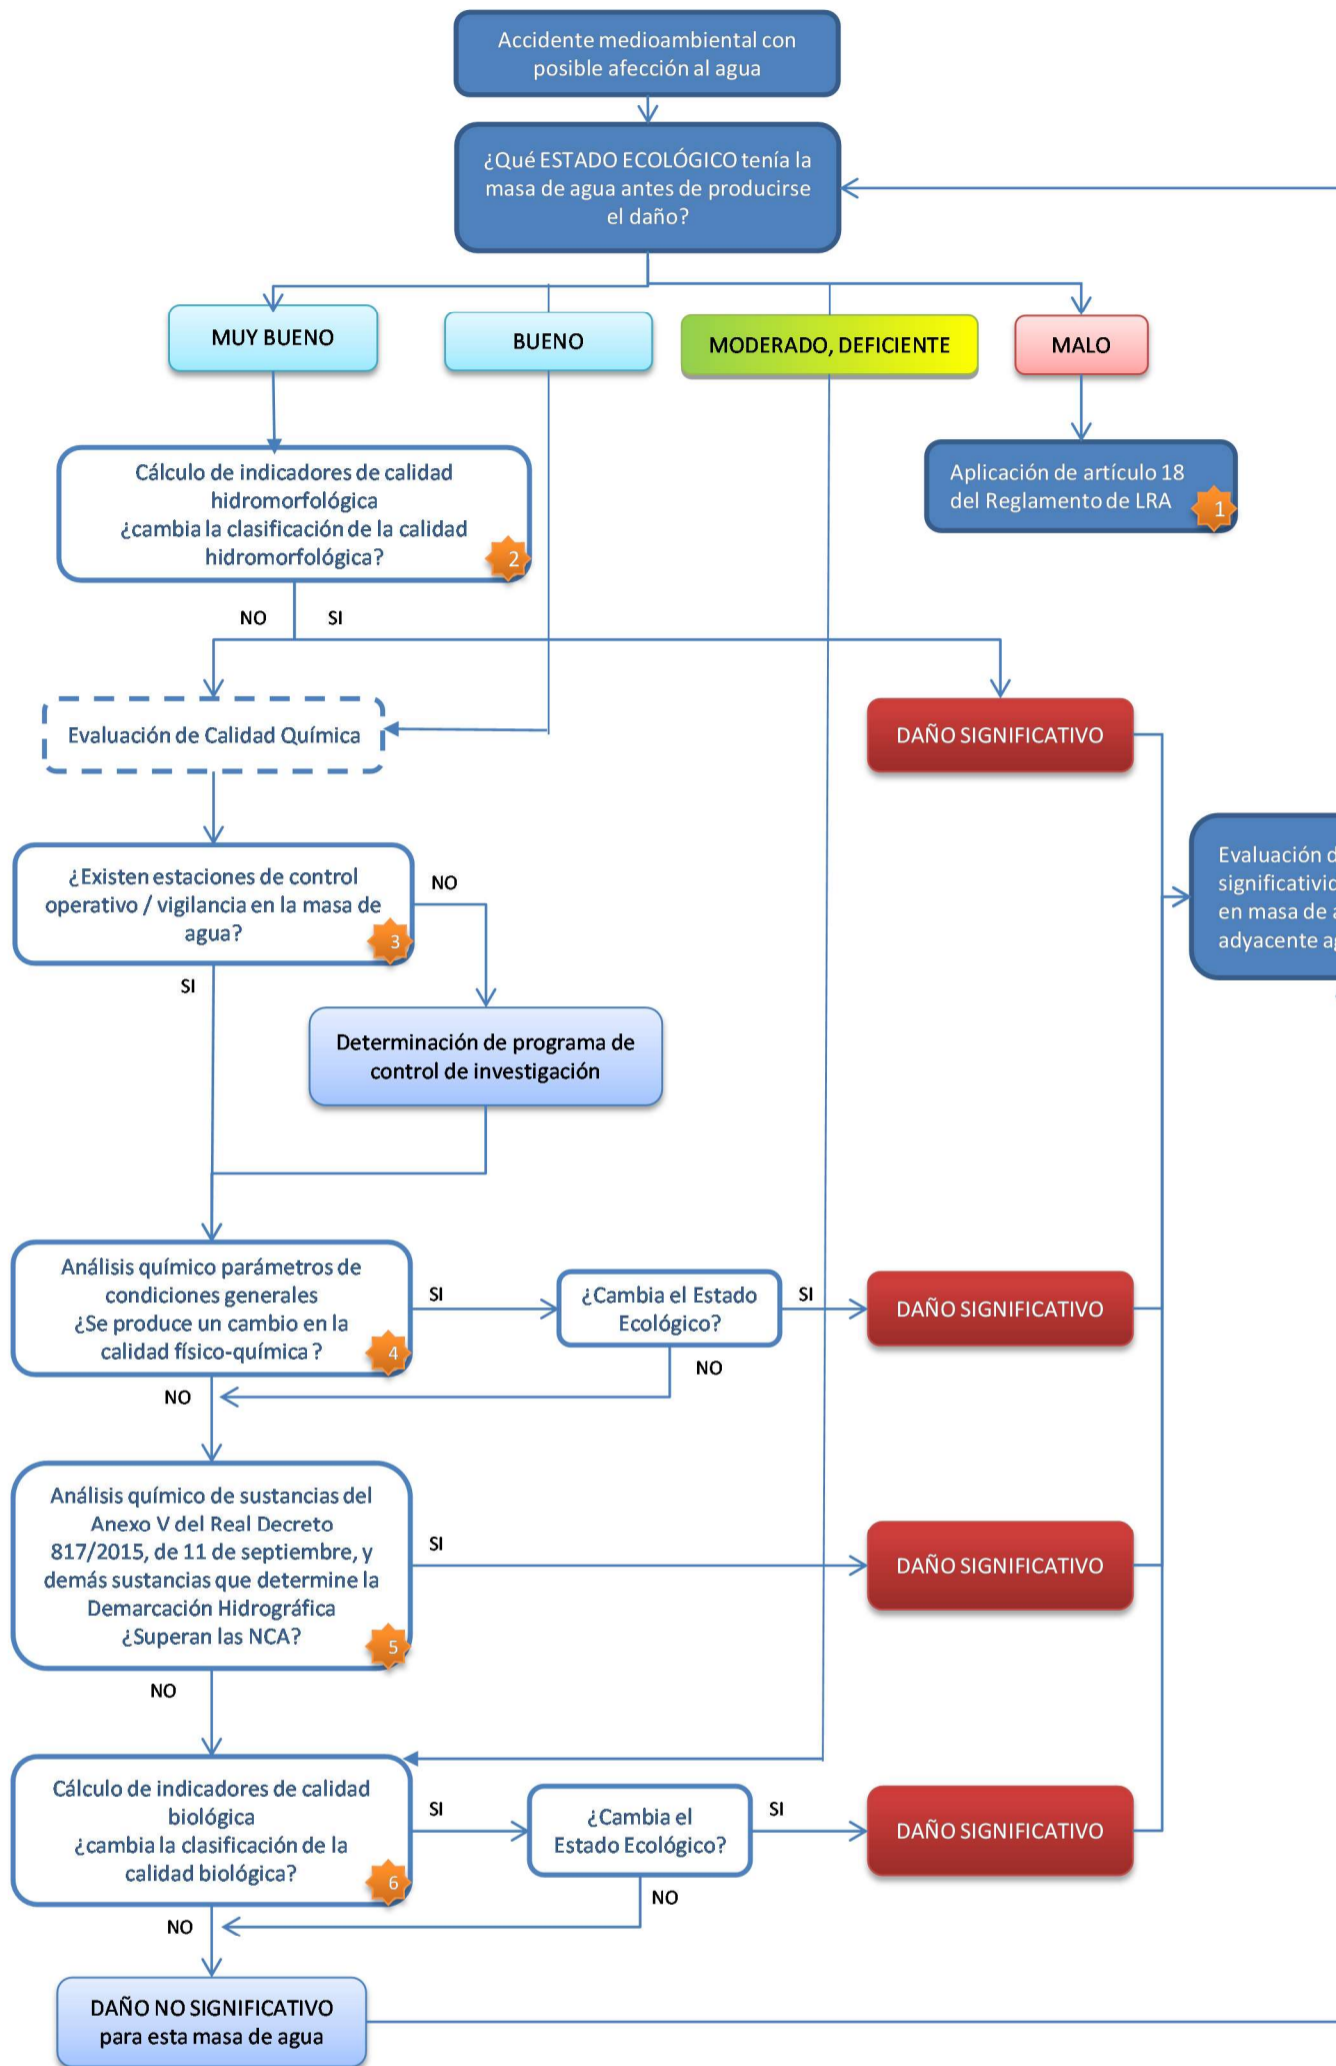 Accidente medioambiental con
posible afección al agua
¿Qué ESTADO ECOLÓGICO tenía la
masa de agua antes de producirse
el daño?
MUY BUENO
BUENO
MODERADO, DEFICIENTE
MALO
Cálculo de indicadores de calidad
hidromorfológica
¿cambia la clasificación de la calidad
hidromorfológica?
2
Aplicación de artículo 18
del Reglamento de LRA
1
NO
SI
Evaluación de Calidad Química
DAÑO SIGNIFICATIVO
¿Existen estaciones de control
operativo / vigilancia en la masa de
agua?
3
NO
SI
Evaluación
significativi
en masa de
adyacente
Determinación de programa de
control de investigación
Análisis químico parámetros de
condiciones generales
¿Se produce un cambio en la
calidad físico-química ?
4
SI
¿Cambia el Estado
Ecológico?
SI
DAÑO SIGNIFICATIVO
NO
NO
Análisis químico de sustancias del
Anexo V del Real Decreto
817/2015, de 11 de septiembre, y
demás sustancias que determine la
Demarcación Hidrográfica
¿Superan las NCA?
5
SI
DAÑO SIGNIFICATIVO
NO
Cálculo de indicadores de calidad
biológica
¿cambia la clasificación de la
calidad biológica?
6
SI
¿Cambia el
Estado Ecológico?
SI
DAÑO SIGNIFICATIVO
NO
NO
DAÑO NO SIGNIFICATIVO
para esta masa de agua